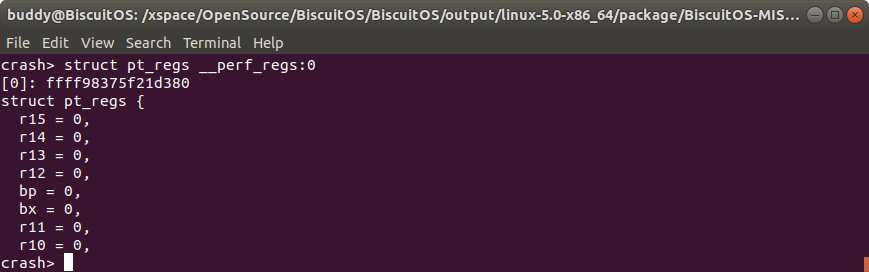 buddy@BiscuitOS: /xspace/OpenSource/BiscuitOS/BiscuitOS/output/linux-5.0-x86_64/package/BiscuitOS-MIS...
File Edit View Search Terminal Help
crash> struct pt_regs __perf_regs:0
[0]: ffff98375f21d380
struct pt_regs {
  r15 = 0,
  r14 = 0,
  r13 = 0,
  r12 = 0,
  bp = 0,
  bx = 0,
  r11 = 0,
  r10 = 0,
crash>